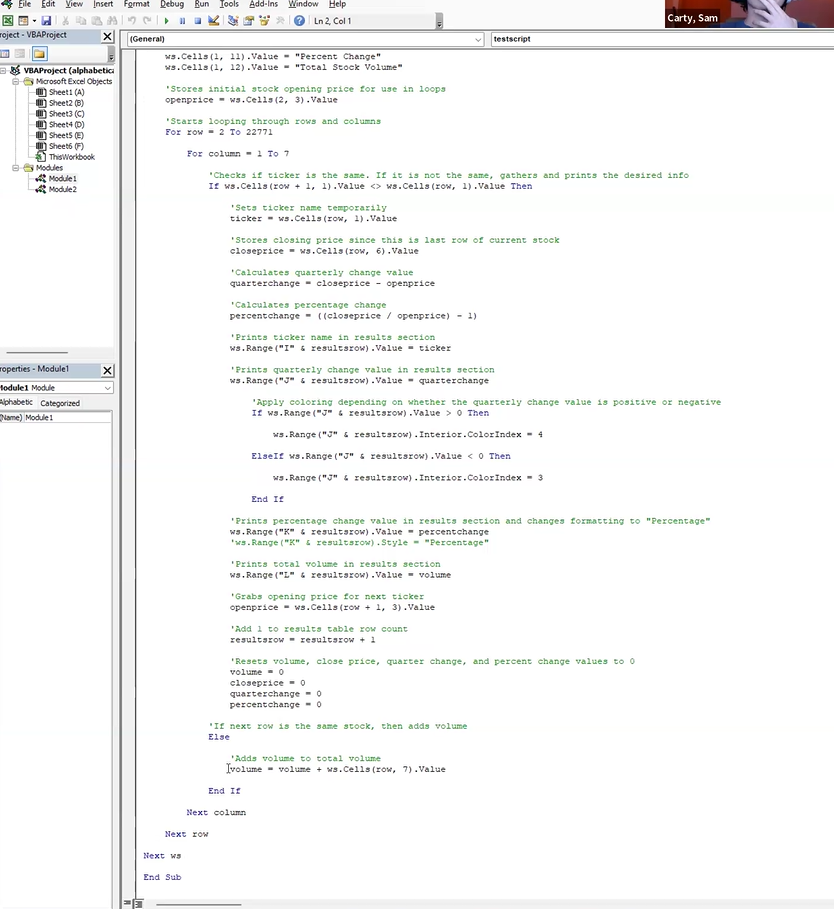 File Edit View Insert Format Debug Run Tools Add-Ins Window Help
Carty, Sam
Ln 2, Col 1
roject - VBAProject
(General)
testscript
VBAProject (alphabetica
Microsoft Excel Objects
Sheet1 (A)
Sheet2 (B)
Sheet3 (C)
Sheet4 (D)
Sheet5 (E)
Sheet6 (F)
ThisWorkbook
Modules
Module1
Module2
roperties - Module1
Module1 Module
Alphabetic Categorized
(Name) Module1
ws.Cells(1, 11).Value = "Percent Change"
ws.Cells(1, 12).Value = "Total Stock Volume"
'Stores initial stock opening price for use in loops
openprice = ws.Cells(2, 3).Value
'Starts looping through rows and columns
For row = 2 To 22771
For column = 1 To 7
'Checks if ticker is the same. If it is not the same, gathers and prints the desired info
If ws.Cells(row + 1, 1).Value <> ws.Cells(row, 1).Value Then
'Sets ticker name temporarily
ticker = ws.Cells(row, 1).Value
'Stores closing price since this is last row of current stock
closeprice = ws.Cells(row, 6).Value
'Calculates quarterly change value
quarterchange = closeprice - openprice
'Calculates percentage change
percentchange = ((closeprice / openprice) - 1)
'Prints ticker name in results section
ws.Range("I" & resultsrow).Value = ticker
'Prints quarterly change value in results section
ws.Range("J" & resultsrow).Value = quarterchange
'Apply coloring depending on whether the quarterly change value is positive or negative
If ws.Range("J" & resultsrow).Value > 0 Then
ws.Range("J" & resultsrow).Interior.ColorIndex = 4
ElseIf ws.Range("J" & resultsrow).Value < 0 Then
ws.Range("J" & resultsrow).Interior.ColorIndex = 3
End If
'Prints percentage change value in results section and changes formatting to "Percentage"
ws.Range("K" & resultsrow).Value = percentchange
'ws.Range("K" & resultsrow).Style = "Percentage"
'Prints total volume in results section
ws.Range("L" & resultsrow).Value = volume
'Grabs opening price for next ticker
openprice = ws.Cells(row + 1, 3).Value
'Add 1 to results table row count
resultsrow = resultsrow + 1
'Resets volume, close price, quarter change, and percent change values to 0
volume = 0
closeprice = 0
quarterchange = 0
percentchange = 0
'If next row is the same stock, then adds volume
Else
'Adds volume to total volume
volume = volume + ws.Cells(row, 7).Value
End If
Next column
Next row
Next ws
End Sub